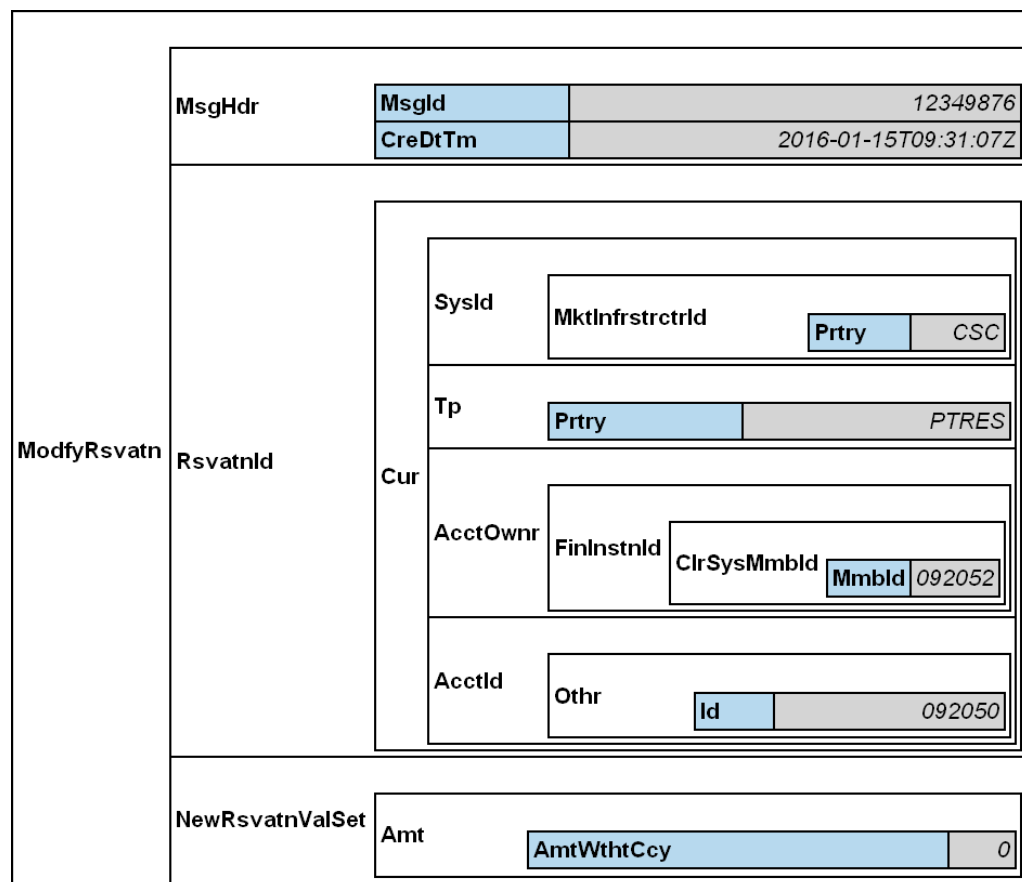 ModfyRsvatn
MsgHdr
MsgId 12349876
CreDtTm 2016-01-15T09:31:07Z
RsvatnId
Cur
SysId
MktInfrstrctrId
Prtry CSC
Tp
Prtry PTRES
AcctOwnr
FinInstnId
ClrSysMmbId
MmbId 092052
AcctId
Othr
Id 092050
NewRsvatnValSet
Amt
AmtWthtCcy 0